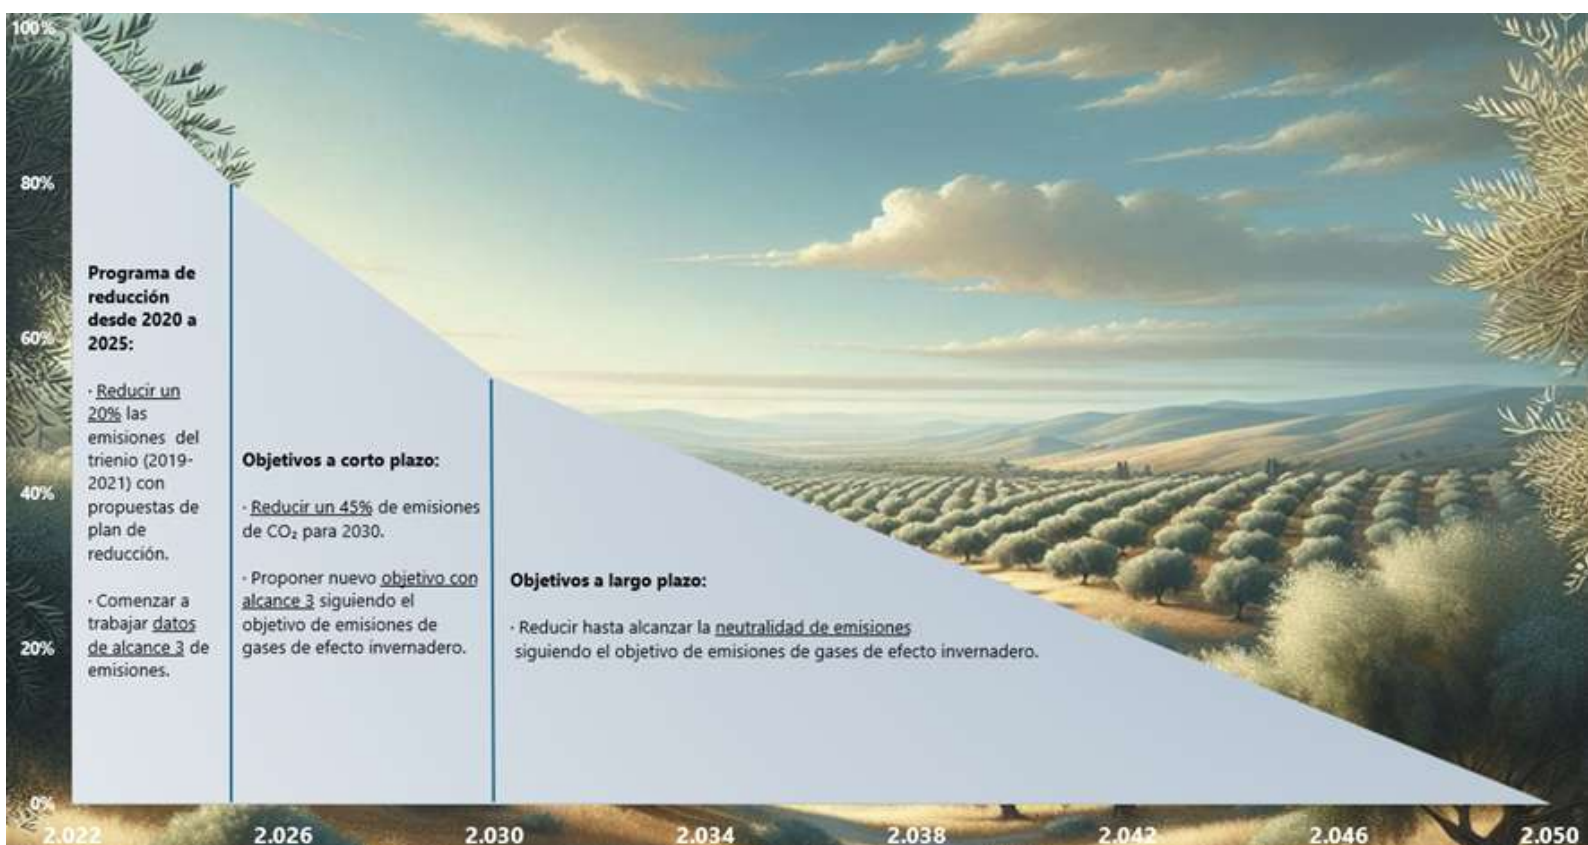 100%
80%
60%
40%
20%
0%
Programa de
reducción
desde 2020 a
2025:
· Reducir un
20% las
emisiones del
trienio (2019-
2021) con
propuestas de
plan de
reducción.
· Comenzar a
trabajar datos
de alcance 3 de
emisiones.
Objetivos a corto plazo:
· Reducir un 45% de emisiones
de CO₂ para 2030.
· Proponer nuevo objetivo con
alcance 3 siguiendo el
objetivo de emisiones de
gases de efecto invernadero.
Objetivos a largo plazo:
· Reducir hasta alcanzar la neutralidad de emisiones
siguiendo el objetivo de emisiones de gases de efecto invernadero.
2.022 2.026 2.030 2.034 2.038 2.042 2.046 2.050